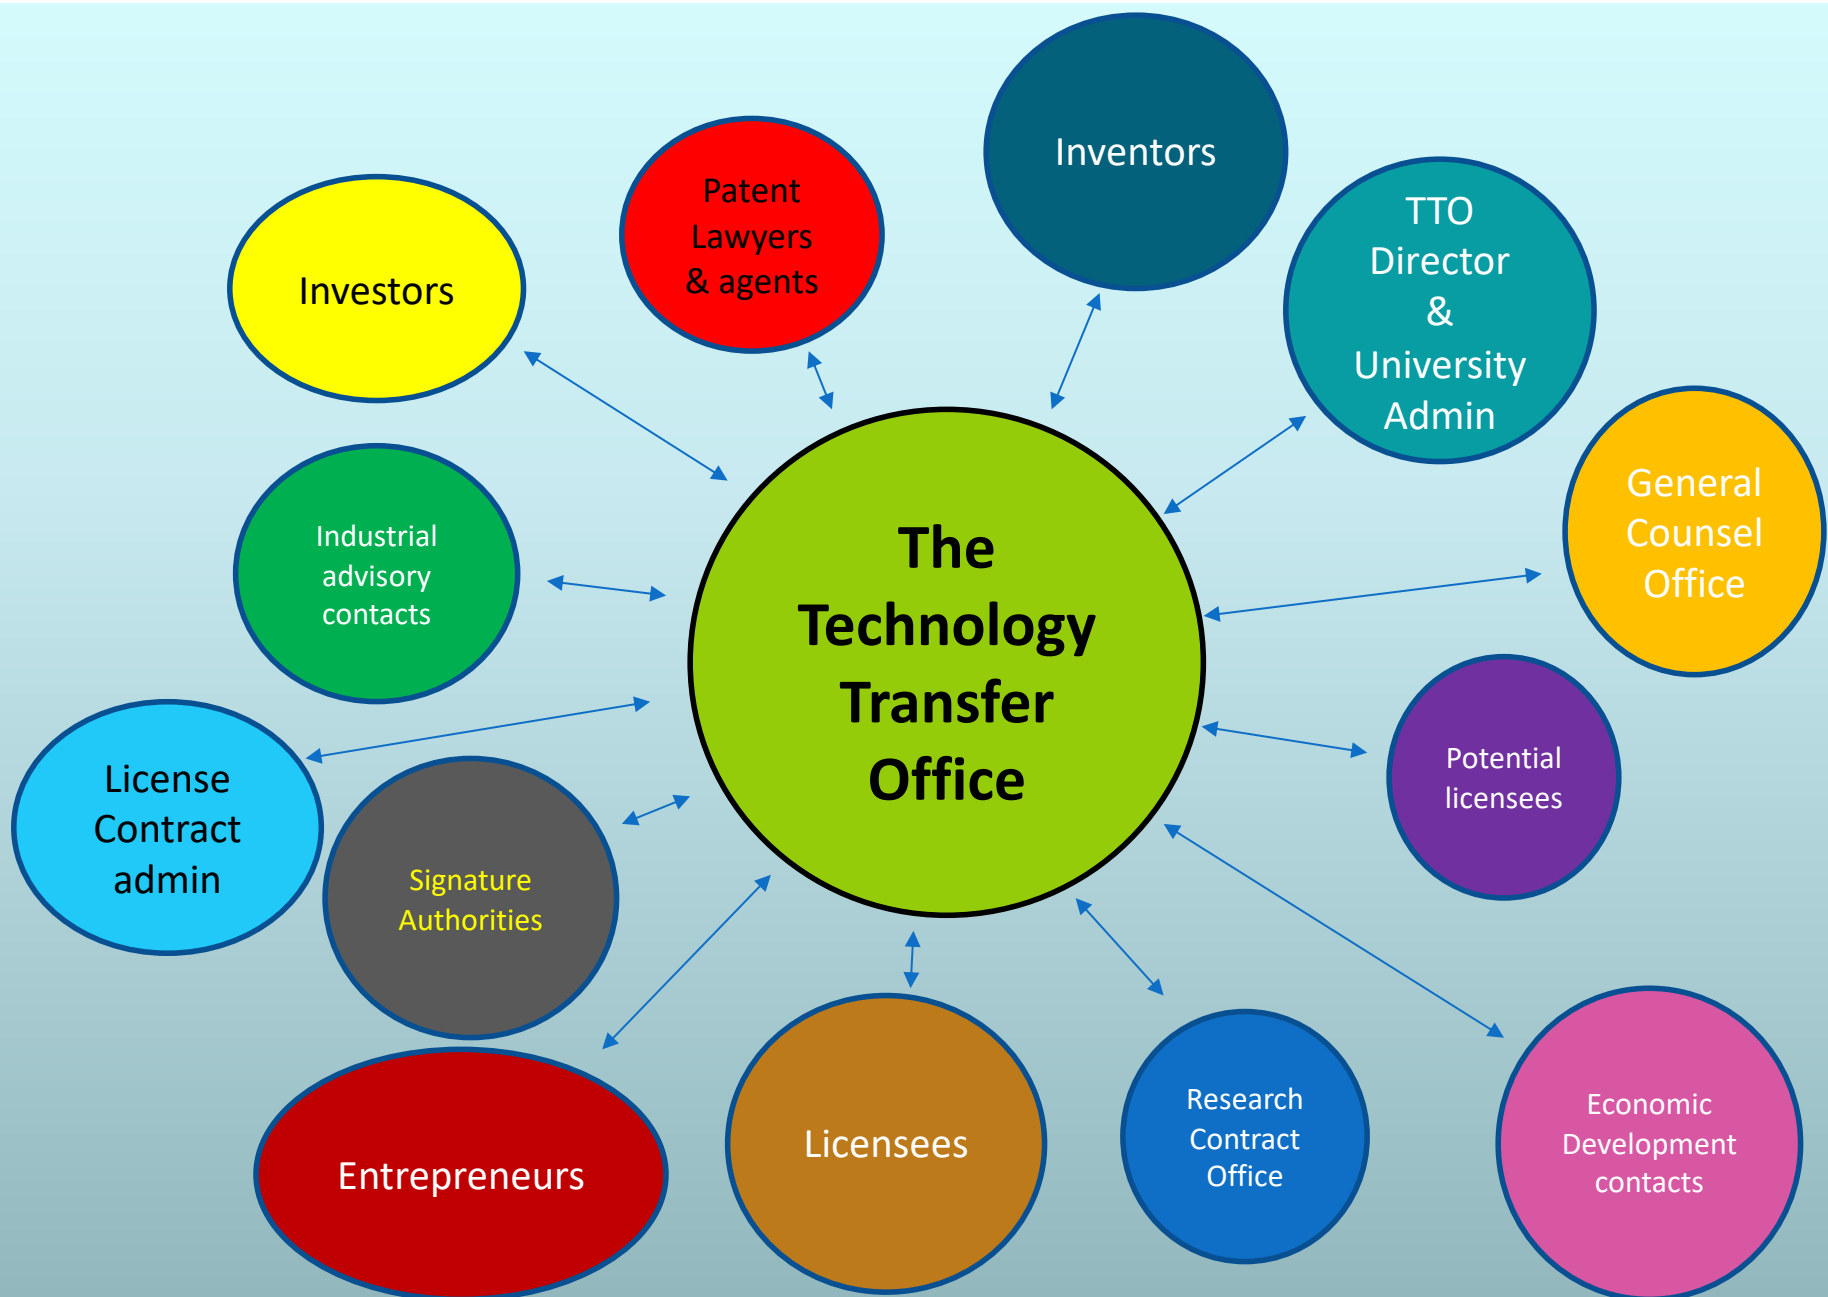 Inventors
Patent
Lawyers
& agents
TTO
Director
&
University
Admin
Investors
General
Counsel
Office
Industrial
advisory
contacts
The
Technology
Transfer
Office
Potential
licensees
License
Contract
admin
Signature
Authorities
Entrepreneurs
Licensees
Research
Contract
Office
Economic
Development
contacts